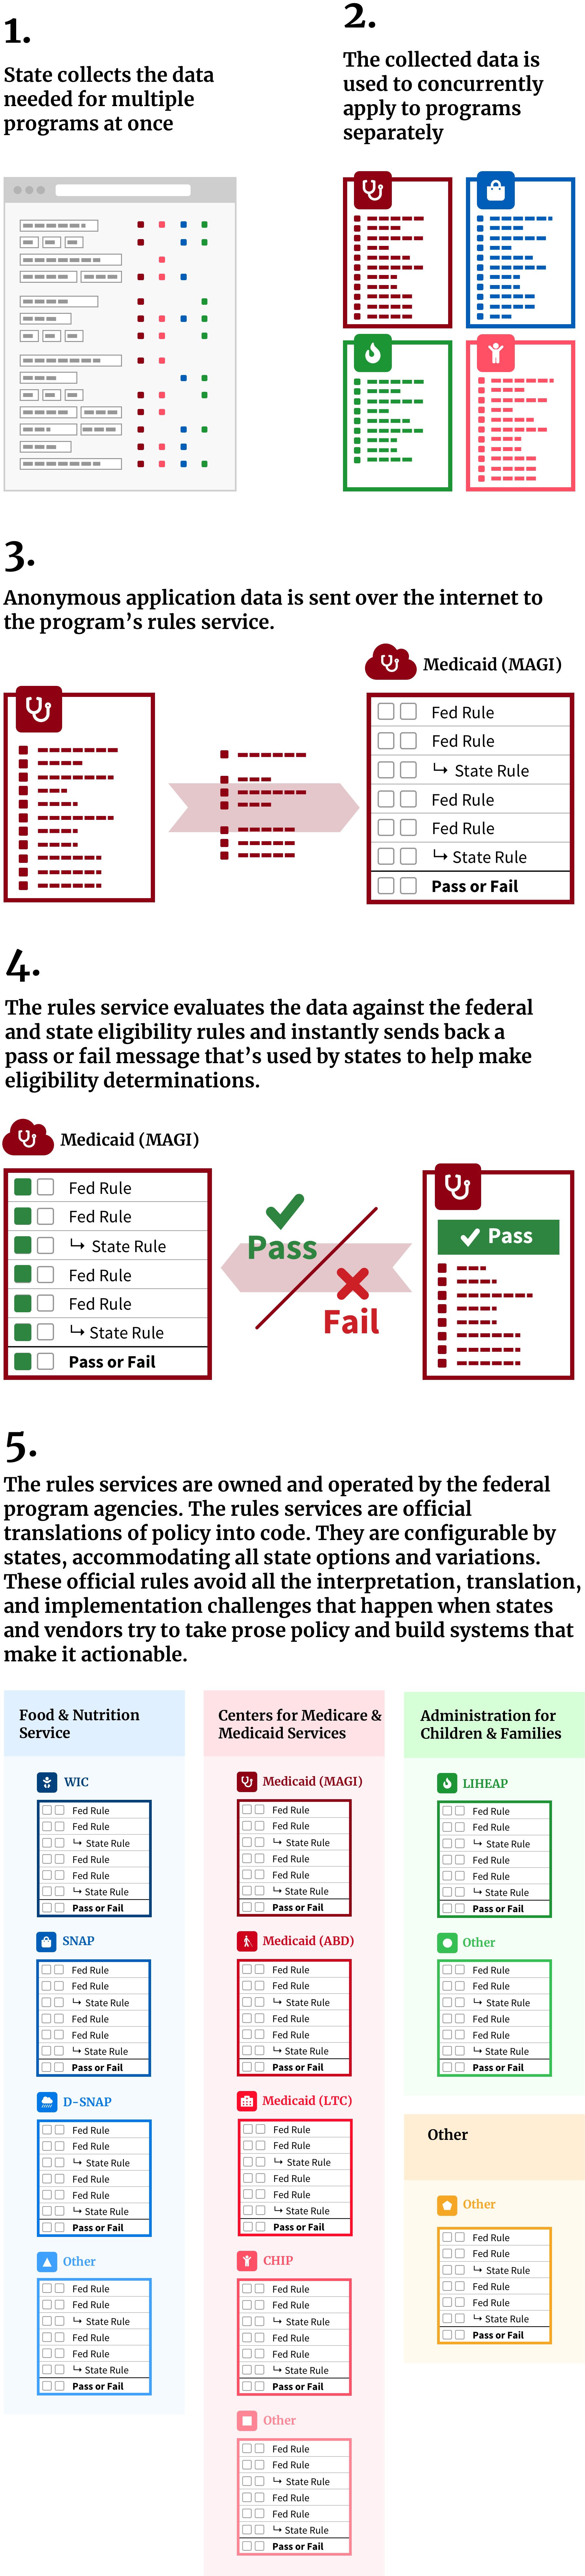 1.
State collects the data
needed for multiple
programs at once
2.
The collected data is
used to concurrently
apply to programs
separately
3.
Anonymous application data is sent over the internet to
the program’s rules service.
Medicaid (MAGI)
Fed Rule
Fed Rule
↳ State Rule
Fed Rule
Fed Rule
↳ State Rule
Pass or Fail
4.
The rules service evaluates the data against the federal
and state eligibility rules and instantly sends back a
pass or fail message that’s used by states to help make
eligibility determinations.
Medicaid (MAGI)
Fed Rule
Fed Rule
↳ State Rule
Fed Rule
Fed Rule
↳ State Rule
Pass or Fail
Pass
Fail
Pass
5.
The rules services are owned and operated by the federal
program agencies. The rules services are official
translations of policy into code. They are configurable by
states, accommodating all state options and variations.
These official rules avoid all the interpretation, translation,
and implementation challenges that happen when states
and vendors try to take prose policy and build systems that
make it actionable.
Food & Nutrition
Service
WIC
Fed Rule
Fed Rule
↳ State Rule
Fed Rule
Fed Rule
↳ State Rule
Pass or Fail
SNAP
Fed Rule
Fed Rule
↳ State Rule
Fed Rule
Fed Rule
↳ State Rule
Pass or Fail
D-SNAP
Fed Rule
Fed Rule
↳ State Rule
Fed Rule
Fed Rule
↳ State Rule
Pass or Fail
Other
Fed Rule
Fed Rule
↳ State Rule
Fed Rule
Fed Rule
↳ State Rule
Pass or Fail
Centers for Medicare &
Medicaid Services
Medicaid (MAGI)
Fed Rule
Fed Rule
↳ State Rule
Fed Rule
Fed Rule
↳ State Rule
Pass or Fail
Medicaid (ABD)
Fed Rule
Fed Rule
↳ State Rule
Fed Rule
Fed Rule
↳ State Rule
Pass or Fail
Medicaid (LTC)
Fed Rule
Fed Rule
↳ State Rule
Fed Rule
Fed Rule
↳ State Rule
Pass or Fail
CHIP
Fed Rule
Fed Rule
↳ State Rule
Fed Rule
Fed Rule
↳ State Rule
Pass or Fail
Other
Fed Rule
Fed Rule
↳ State Rule
Fed Rule
Fed Rule
↳ State Rule
Pass or Fail
Administration for
Children & Families
LIHEAP
Fed Rule
Fed Rule
↳ State Rule
Fed Rule
Fed Rule
↳ State Rule
Pass or Fail
Other
Fed Rule
Fed Rule
↳ State Rule
Fed Rule
Fed Rule
↳ State Rule
Pass or Fail
Other
Other
Fed Rule
Fed Rule
↳ State Rule
Fed Rule
Fed Rule
↳ State Rule
Pass or Fail